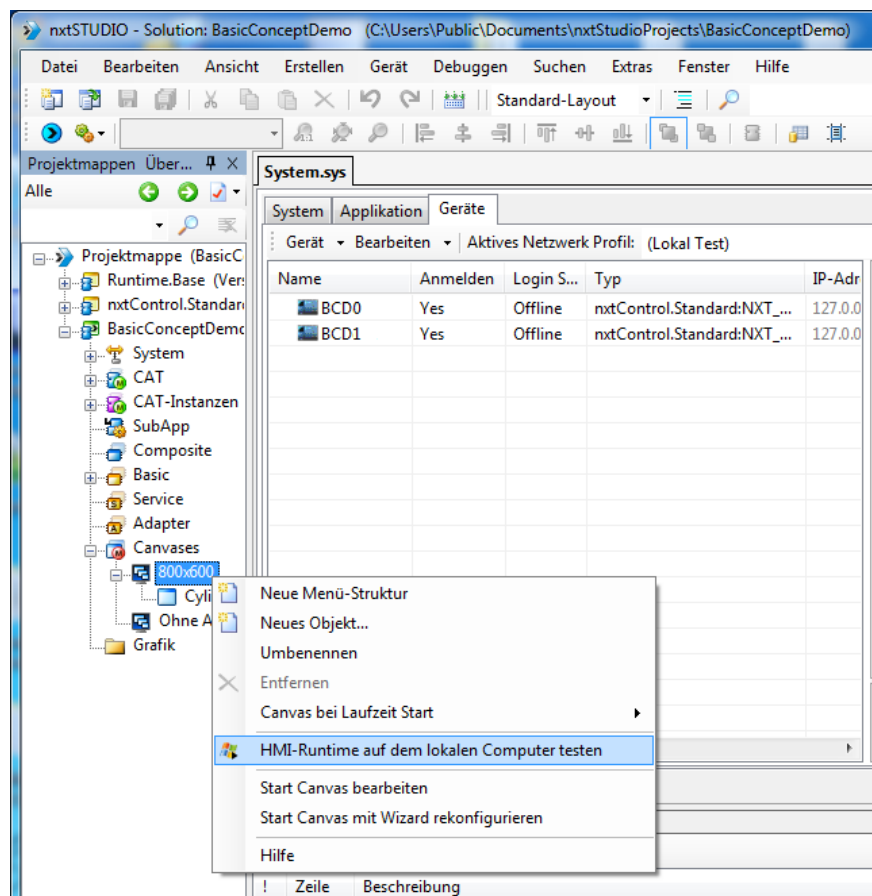 nxtSTUDIO - Solution: BasicConceptDemo (C:\Users\Public\Documents\nxtStudioProjects\BasicConceptDemo)
Datei Bearbeiten Ansicht Erstellen Gerät Debuggen Suchen Extras Fenster Hilfe
Standard-Layout
Projektmappen Über...
System.sys
Alle
System Applikation Geräte
Gerät Bearbeiten Aktives Netzwerk Profil: (Lokal Test)
Name Anmelden Login S... Typ IP-Adr
BCD0 Yes Offline nxtControl.Standard:NXT_... 127.0.0
BCD1 Yes Offline nxtControl.Standard:NXT_... 127.0.0
Projektmappe (BasicC
Runtime.Base (Ver:
nxtControl.Standar
BasicConceptDemo
System
CAT
CAT-Instanzen
SubApp
Composite
Basic
Service
Adapter
Canvases
800x600
Cyli
Ohne A
Grafik
Neue Menü-Struktur
Neues Objekt...
Umbenennen
Entfernen
Canvas bei Laufzeit Start
HMI-Runtime auf dem lokalen Computer testen
Start Canvas bearbeiten
Start Canvas mit Wizard rekonfigurieren
Hilfe
! Zeile Beschreibung